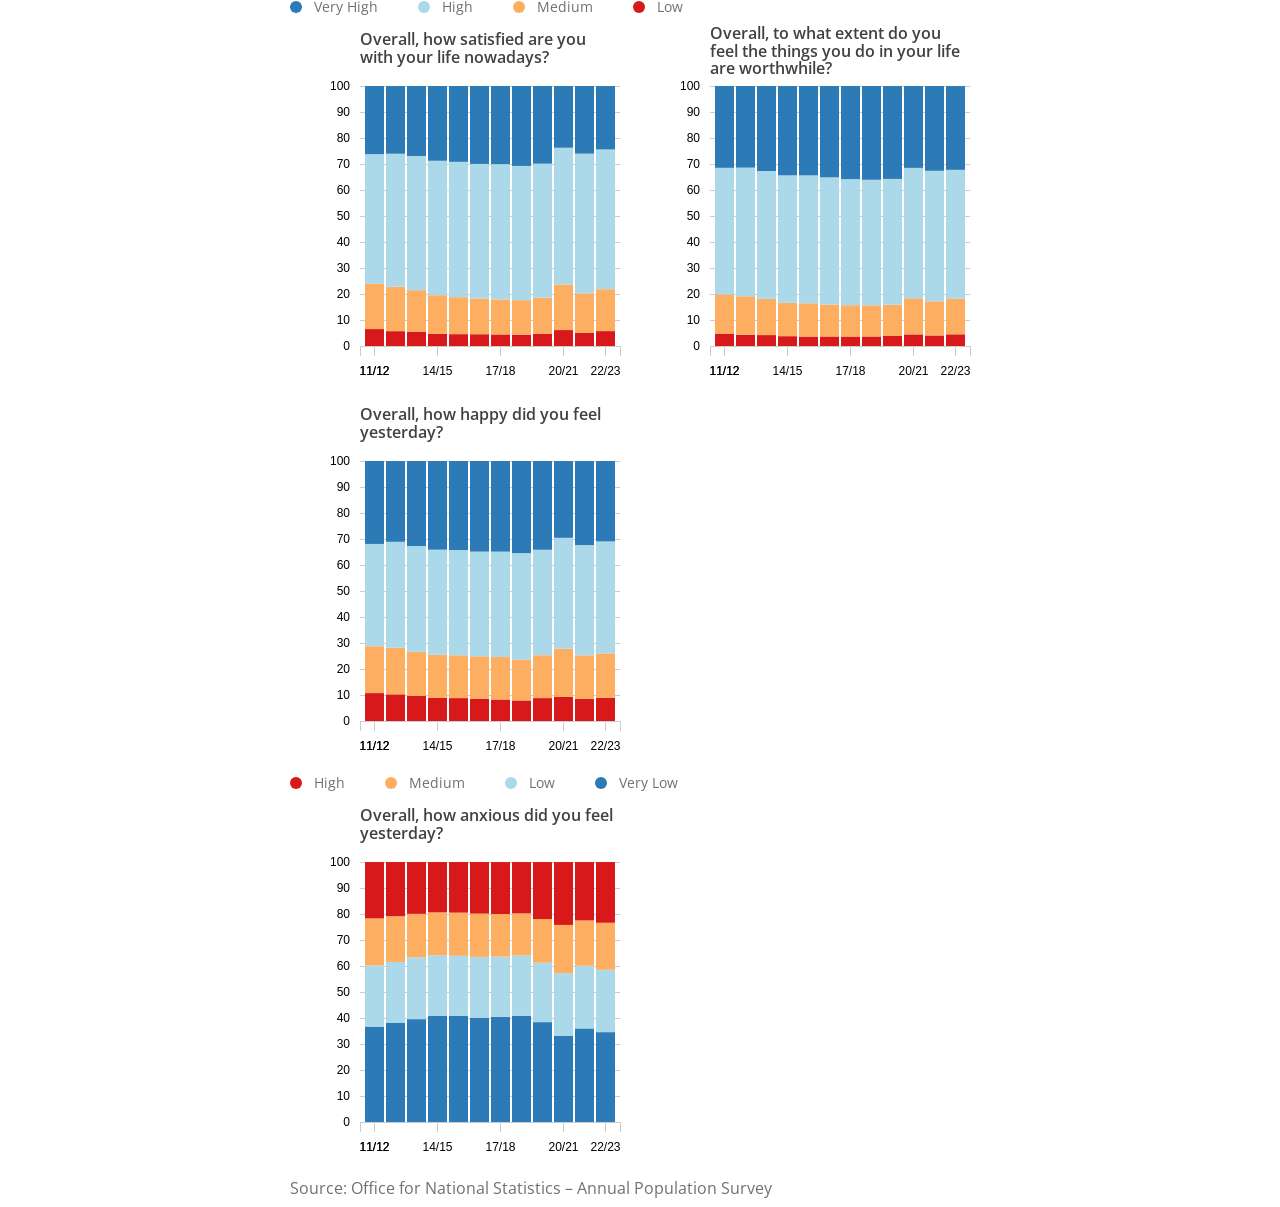 Very High High Medium Low
Overall, how satisfied are you
with your life nowadays?
100
90
80
70
60
50
40
30
20
10
0
11/12 14/15 17/18 20/21 22/23
Overall, to what extent do you
feel the things you do in your life
are worthwhile?
100
90
80
70
60
50
40
30
20
10
0
11/12 14/15 17/18 20/21 22/23
Overall, how happy did you feel
yesterday?
100
90
80
70
60
50
40
30
20
10
0
11/12 14/15 17/18 20/21 22/23
High Medium Low Very Low
Overall, how anxious did you feel
yesterday?
100
90
80
70
60
50
40
30
20
10
0
11/12 14/15 17/18 20/21 22/23
Source: Office for National Statistics – Annual Population Survey